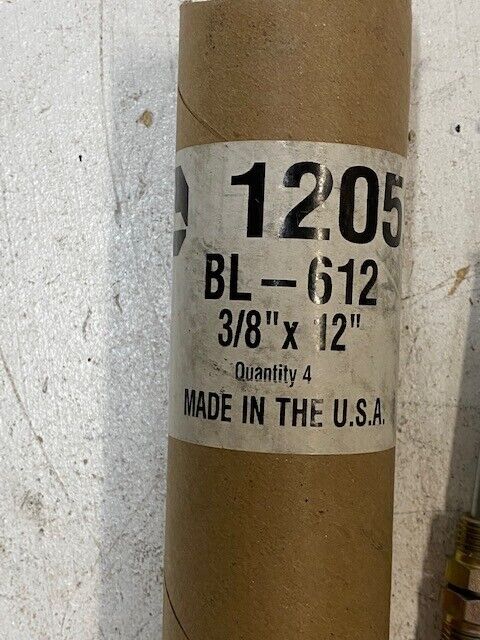 1205
BL-612
3/8" x 12"
Quantity 4
MADE IN THE U.S.A.